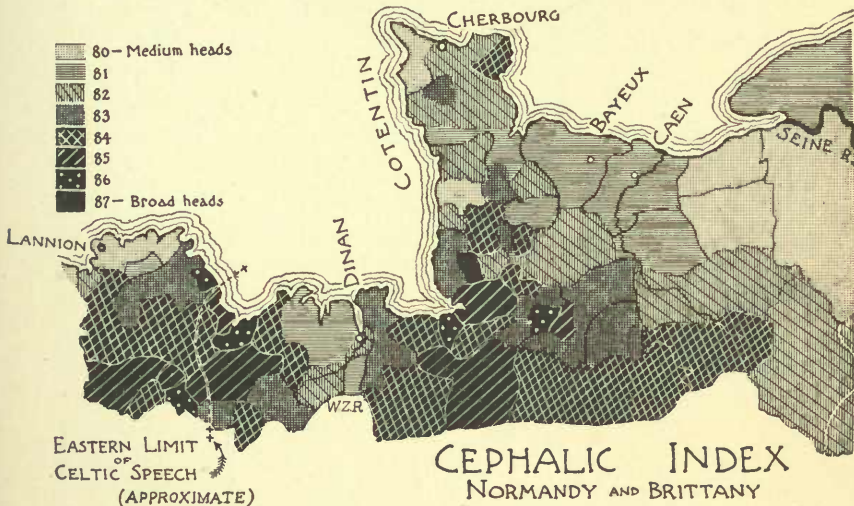 CHERBOURG
80 – Medium heads
81
82
83
84
85
86
87 – Broad heads
COTENTIN
BAYEUX
CAEN
SEINE R.
LANNION
DINAN
W.Z.R.
EASTERN LIMIT
OF
CELTIC SPEECH
(APPROXIMATE)
CEPHALIC INDEX
NORMANDY AND BRITTANY